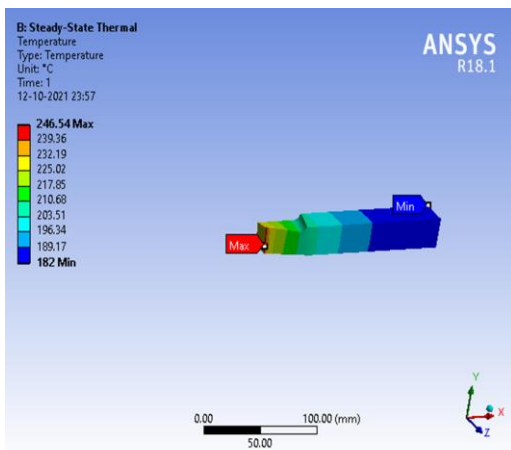 B: Steady-State Thermal
Temperature
Type: Temperature
Unit: °C
Time: 1
12-10-2021 23:57
ANSYS
R18.1
246.54 Max
239.36
232.19
225.02
217.85
210.68
203.51
196.34
189.17
182 Min
Min
Max
0.00 100.00 (mm)
50.00
Y
X
Z